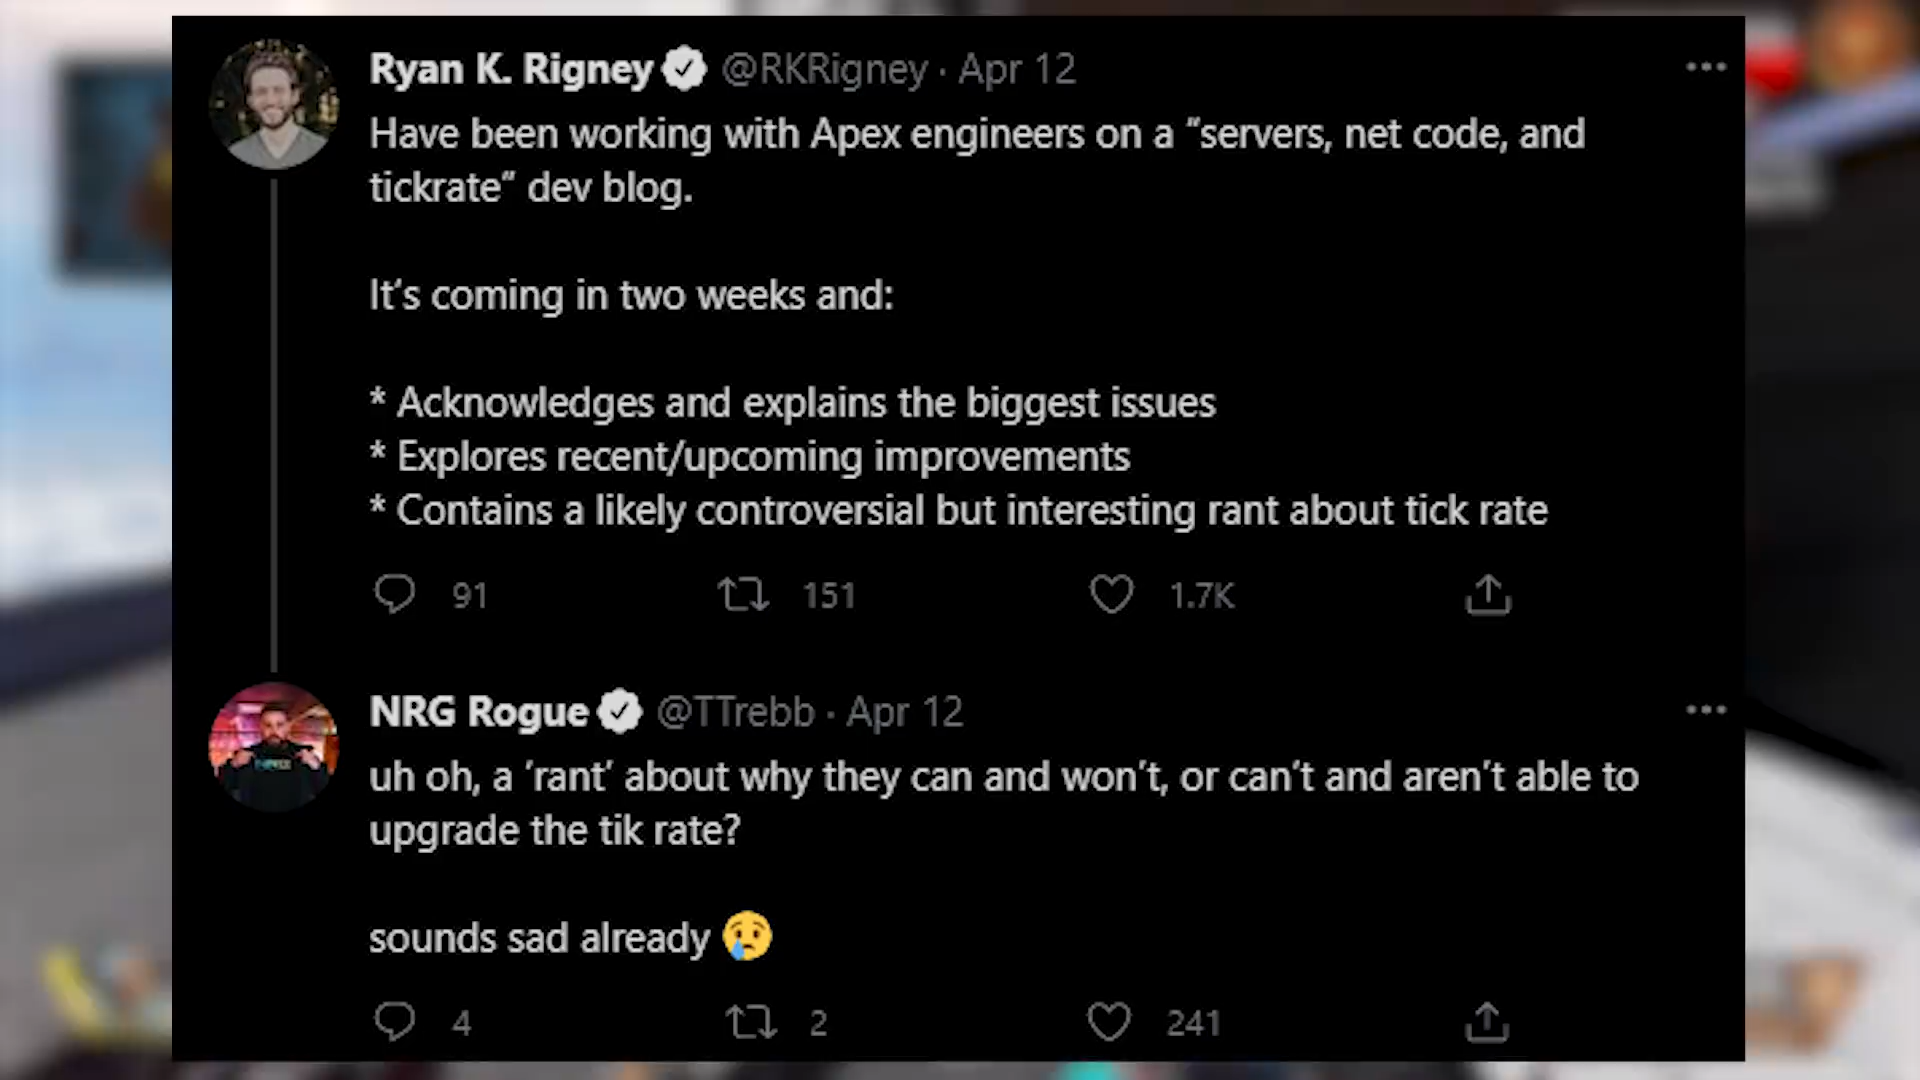 Ryan K. Rigney @RKRigney · Apr 12
Have been working with Apex engineers on a “servers, net code, and
tickrate” dev blog.
It’s coming in two weeks and:
* Acknowledges and explains the biggest issues
* Explores recent/upcoming improvements
* Contains a likely controversial but interesting rant about tick rate
91 151 1.7K
NRG Rogue @TTrebb · Apr 12
uh oh, a ‘rant’ about why they can and won’t, or can’t and aren’t able to
upgrade the tik rate?
sounds sad already 😢
4 2 241